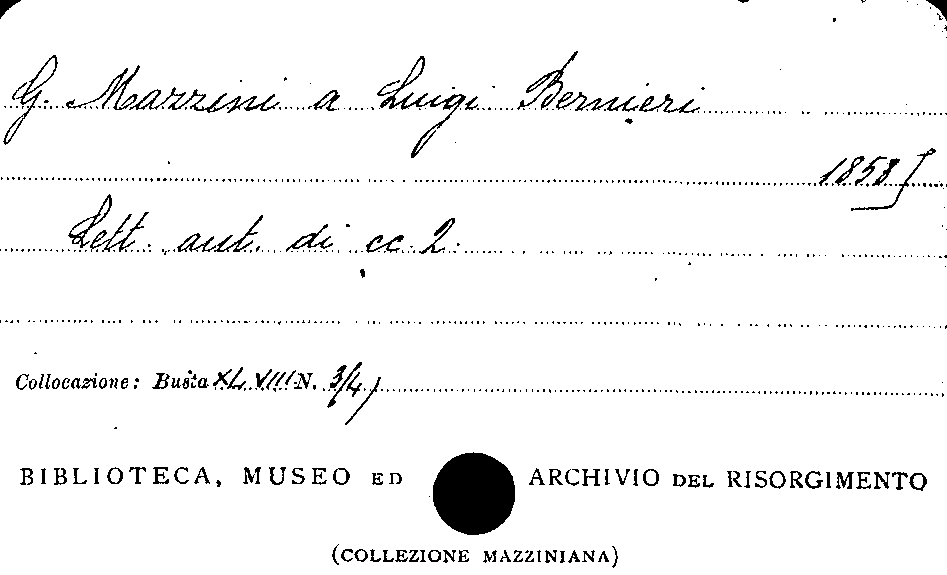 G. Mazzini a Luigi Bernieri
1858]
Lett. aut. di cc. 2.
Collocazione: Busta XLVIII N. 3/4)
BIBLIOTECA, MUSEO ED ARCHIVIO DEL RISORGIMENTO
(COLLEZIONE MAZZINIANA)